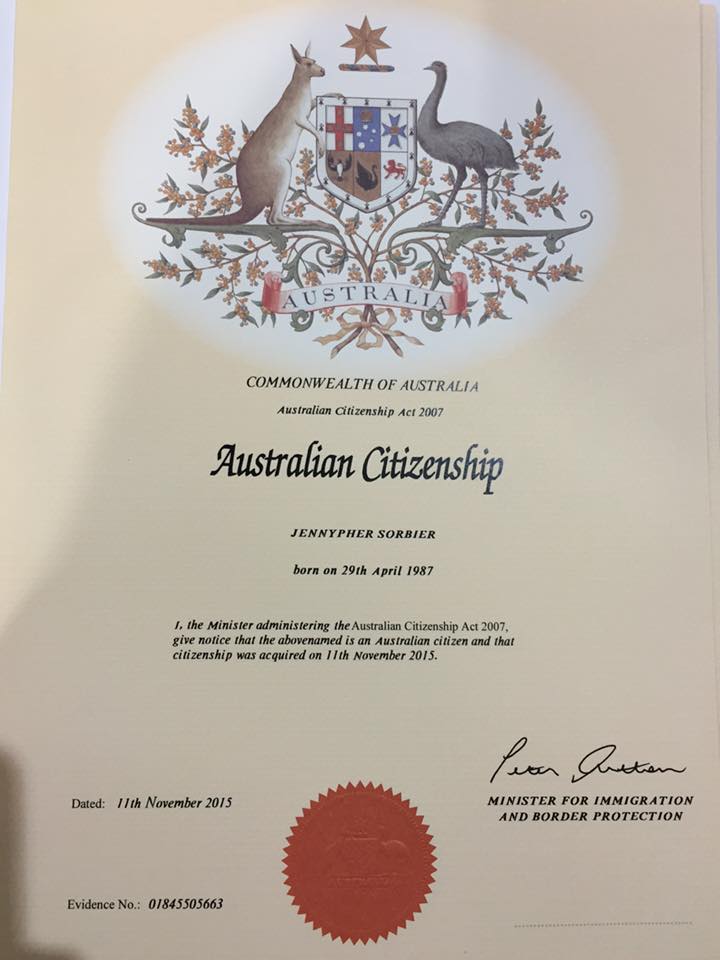 AUSTRALIA
COMMONWEALTH OF AUSTRALIA
Australian Citizenship Act 2007
Australian Citizenship
JENNYPHER SORBIER
born on 29th April 1987
I, the Minister administering the Australian Citizenship Act 2007,
give notice that the abovenamed is an Australian citizen and that
citizenship was acquired on 11th November 2015.
Peter Dutton
MINISTER FOR IMMIGRATION
AND BORDER PROTECTION
Dated: 11th November 2015
Evidence No.: 01845505663